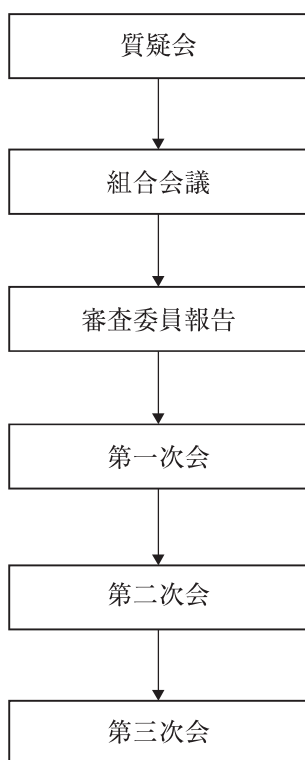 質疑会
組合会議
審査委員報告
第一次会
第二次会
第三次会